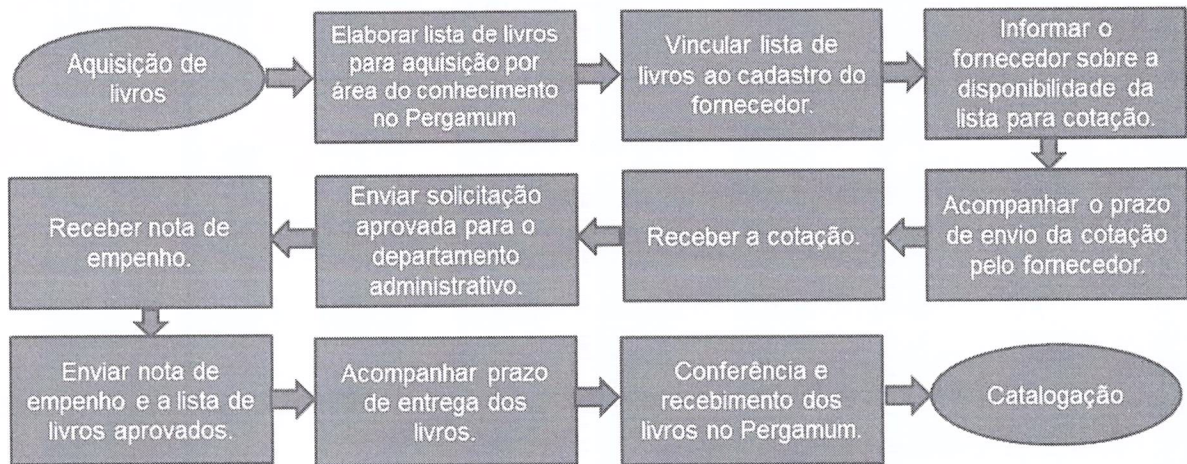 Aquisição de
livros
Elaborar lista de livros
para aquisição por
área do conhecimento
no Pergamum
Vincular lista de
livros ao cadastro do
fornecedor.
Informar o
fornecedor sobre a
disponibilidade da
lista para cotação.
Acompanhar o prazo
de envio da cotação
pelo fornecedor.
Receber a cotação.
Enviar solicitação
aprovada para o
departamento
administrativo.
Receber nota de
empenho.
Enviar nota de
empenho e a lista de
livros aprovados.
Acompanhar prazo
de entrega dos
livros.
Conferência e
recebimento dos
livros no Pergamum.
Catalogação